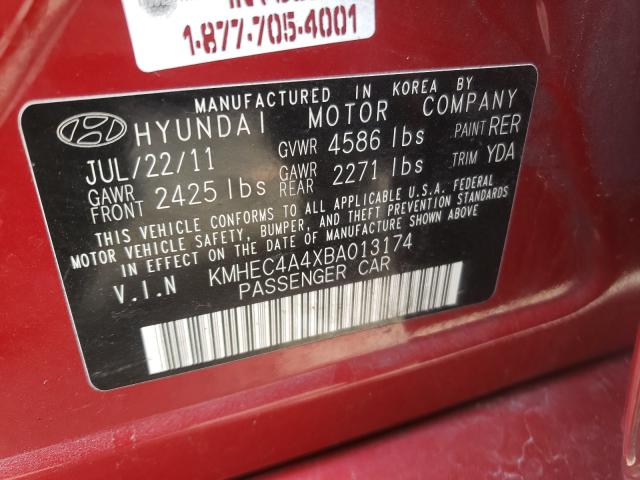 1-877-705-4001
MANUFACTURED IN KOREA BY
HYUNDAI MOTOR COMPANY
JUL/22/11 GVWR 4586 lbs PAINT RER
GAWR FRONT 2425 lbs GAWR REAR 2271 lbs TRIM YDA
THIS VEHICLE CONFORMS TO ALL APPLICABLE U.S.A. FEDERAL
MOTOR VEHICLE SAFETY, BUMPER, AND THEFT PREVENTION STANDARDS
IN EFFECT ON THE DATE OF MANUFACTURE SHOWN ABOVE.
V.I.N KMHEC4A4XBA013174
PASSENGER CAR